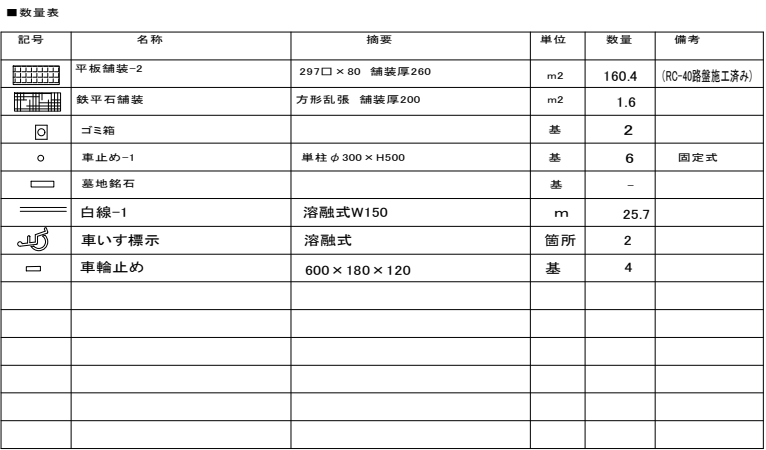 ■数量表
記号 名称 摘要 単位 数量 備考
平板舗装-2 297□×80 舗装厚260 m2 160.4 (RC-40路盤施工済み)
鉄平石舗装 方形乱張 舗装厚200 m2 1.6
ゴミ箱 基 2
車止め-1 単柱φ300×H500 基 6 固定式
墓地銘石 基 -
白線-1 溶融式W150 m 25.7
車いす標示 溶融式 箇所 2
車輪止め 600×180×120 基 4